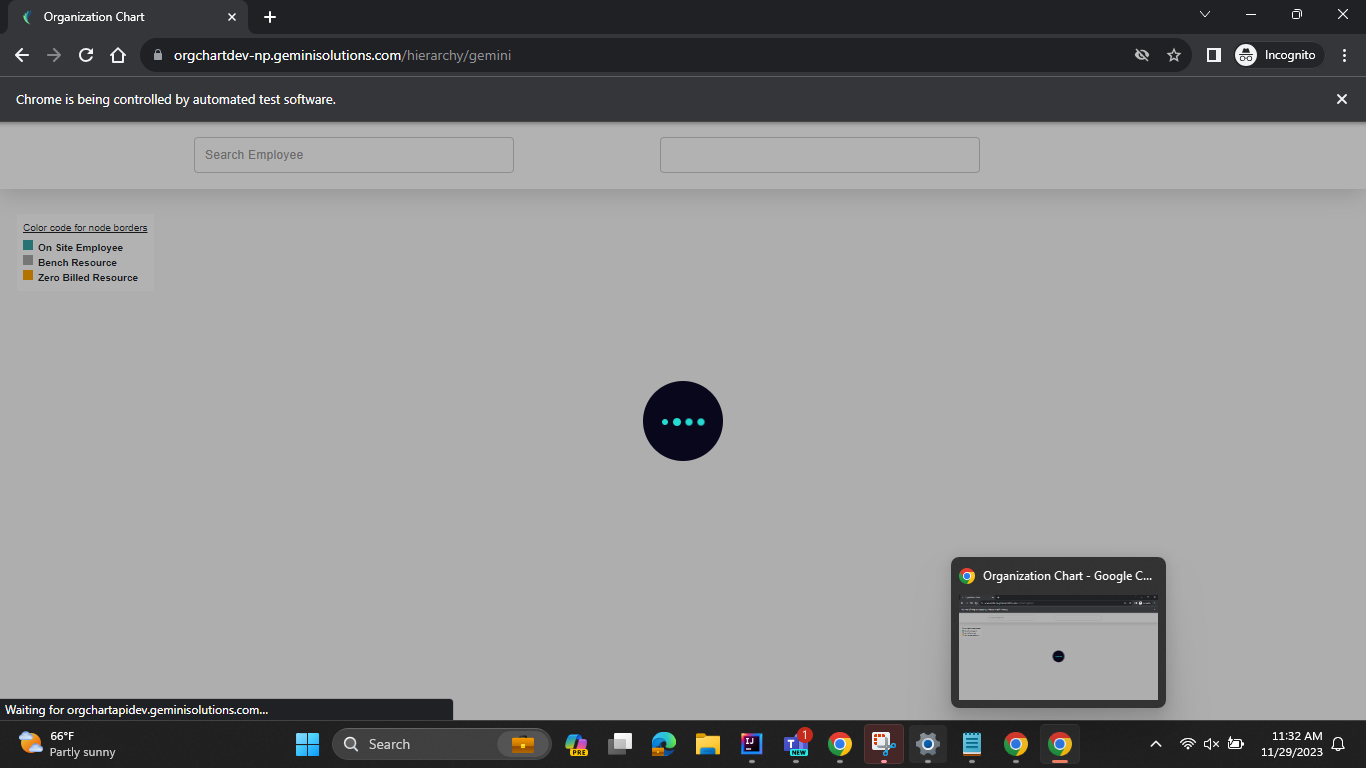 Organization Chart
orgchartdev-np.geminisolutions.com/hierarchy/gemini
Incognito
Chrome is being controlled by automated test software.
Search Employee
Color code for node borders
On Site Employee
Bench Resource
Zero Billed Resource
Organization Chart - Google C...
Waiting for orgchartapidev.geminisolutions.com...
66°F
Partly sunny
Search
PRE
IJ
T
1
NEW
11:32 AM
11/29/2023